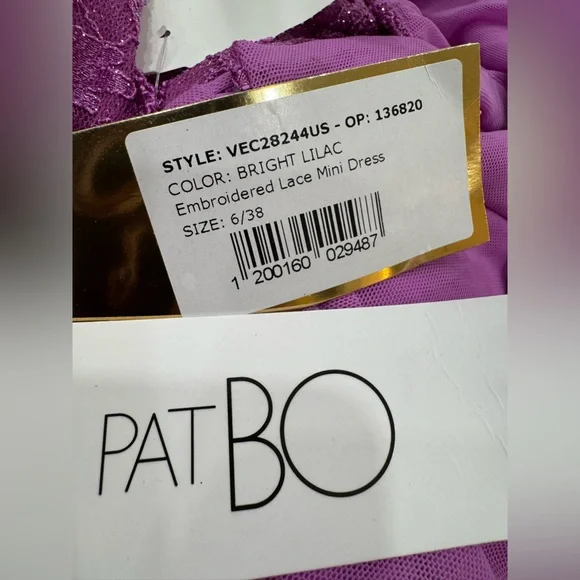 STYLE: VEC28244US - OP: 136820
COLOR: BRIGHT LILAC
Embroidered Lace Mini Dress
SIZE: 6/38
1 200160 029487
PATBO